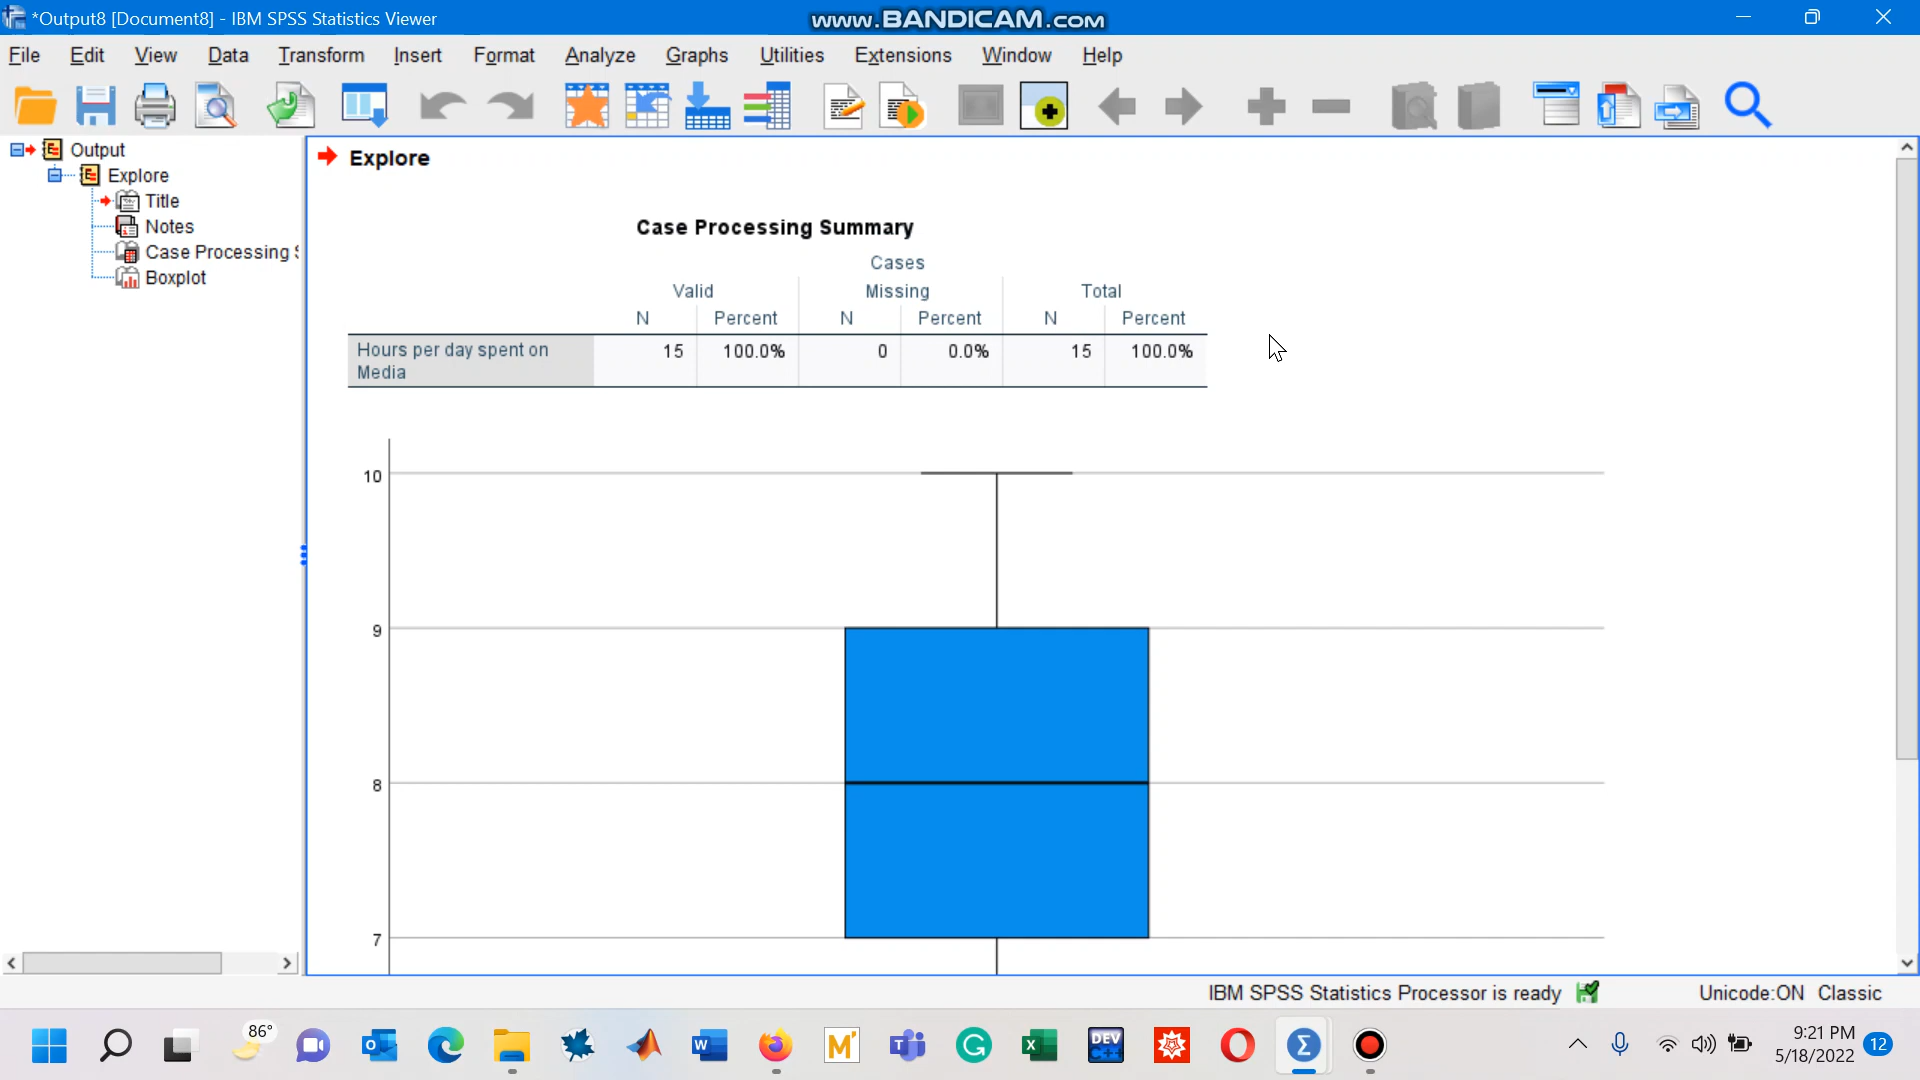 *Output8 [Document8] - IBM SPSS Statistics Viewer
www.BANDICAM.com
File Edit View Data Transform Insert Format Analyze Graphs Utilities Extensions Window Help
Output
Explore
Title
Notes
Case Processing S
Boxplot
Explore
Case Processing Summary
Cases
Valid Missing Total
N Percent N Percent N Percent
Hours per day spent on
Media
15 100.0% 0 0.0% 15 100.0%
10
9
8
7
IBM SPSS Statistics Processor is ready
Unicode:ON Classic
86°
DEV
C++
9:21 PM
5/18/2022
12